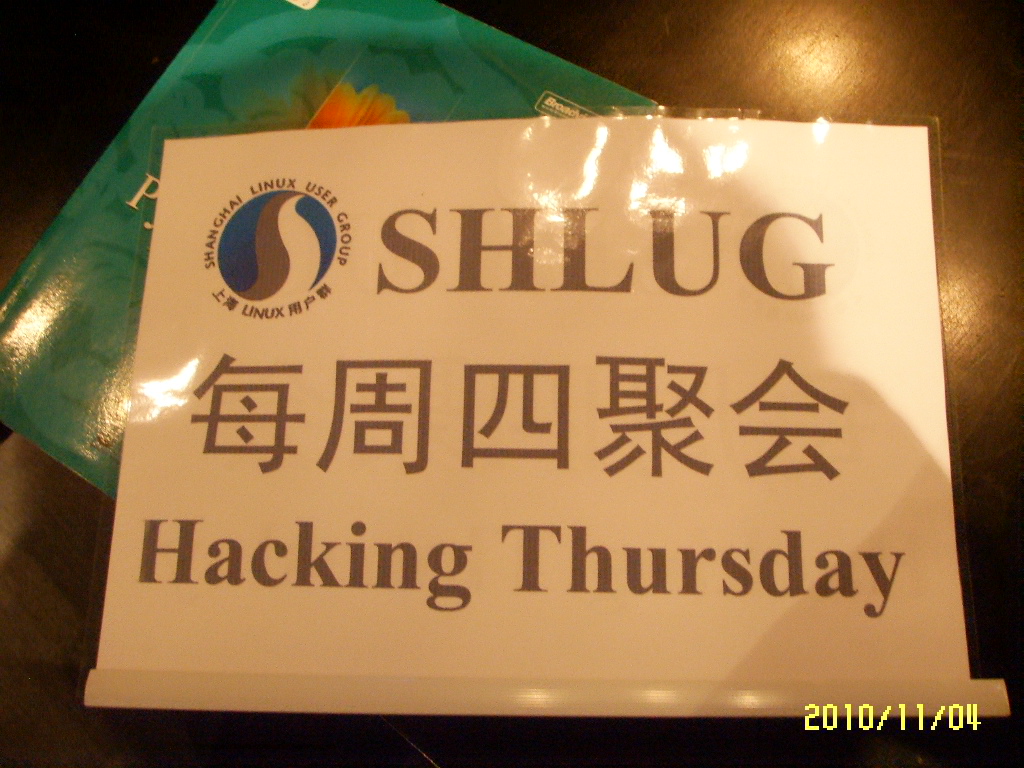 SHANGHAI LINUX USER GROUP
上海 LINUX 用户群
SHLUG
每周四聚会
Hacking Thursday
2010/11/04